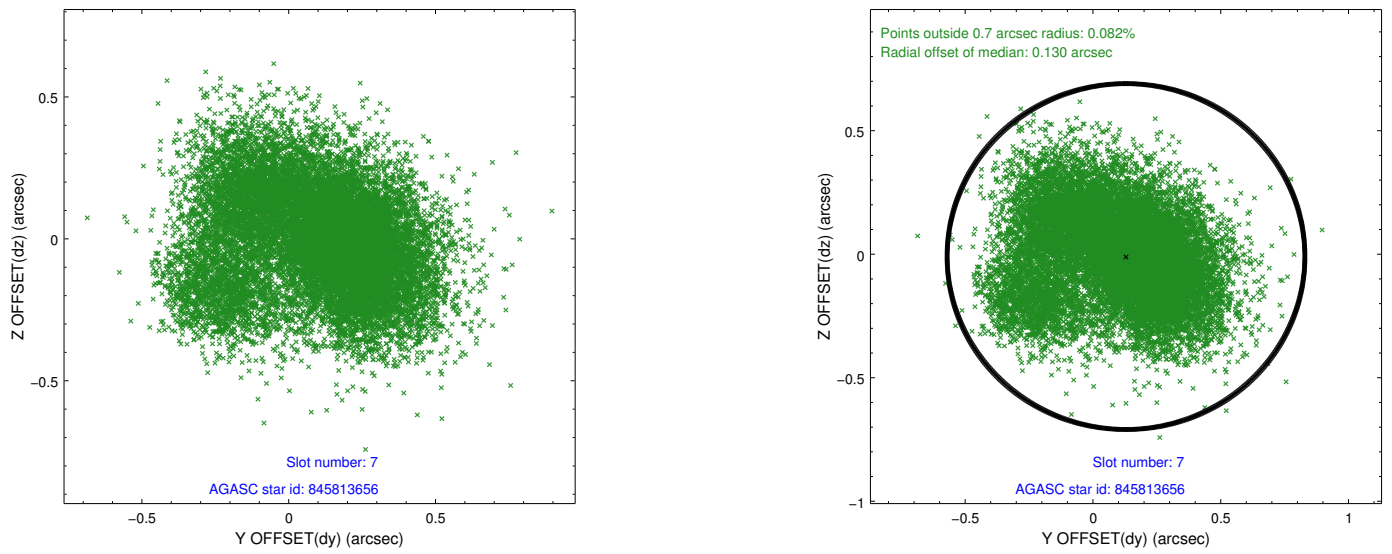 0.5
0
−0.5
−0.5
0
0.5
Z OFFSET(dz) (arcsec)
Y OFFSET(dy) (arcsec)
Slot number: 7
AGASC star id: 845813656
Points outside 0.7 arcsec radius: 0.082%
Radial offset of median: 0.130 arcsec
0.5
0
−0.5
−1
−0.5
0
0.5
1
Z OFFSET(dz) (arcsec)
Y OFFSET(dy) (arcsec)
Slot number: 7
AGASC star id: 845813656